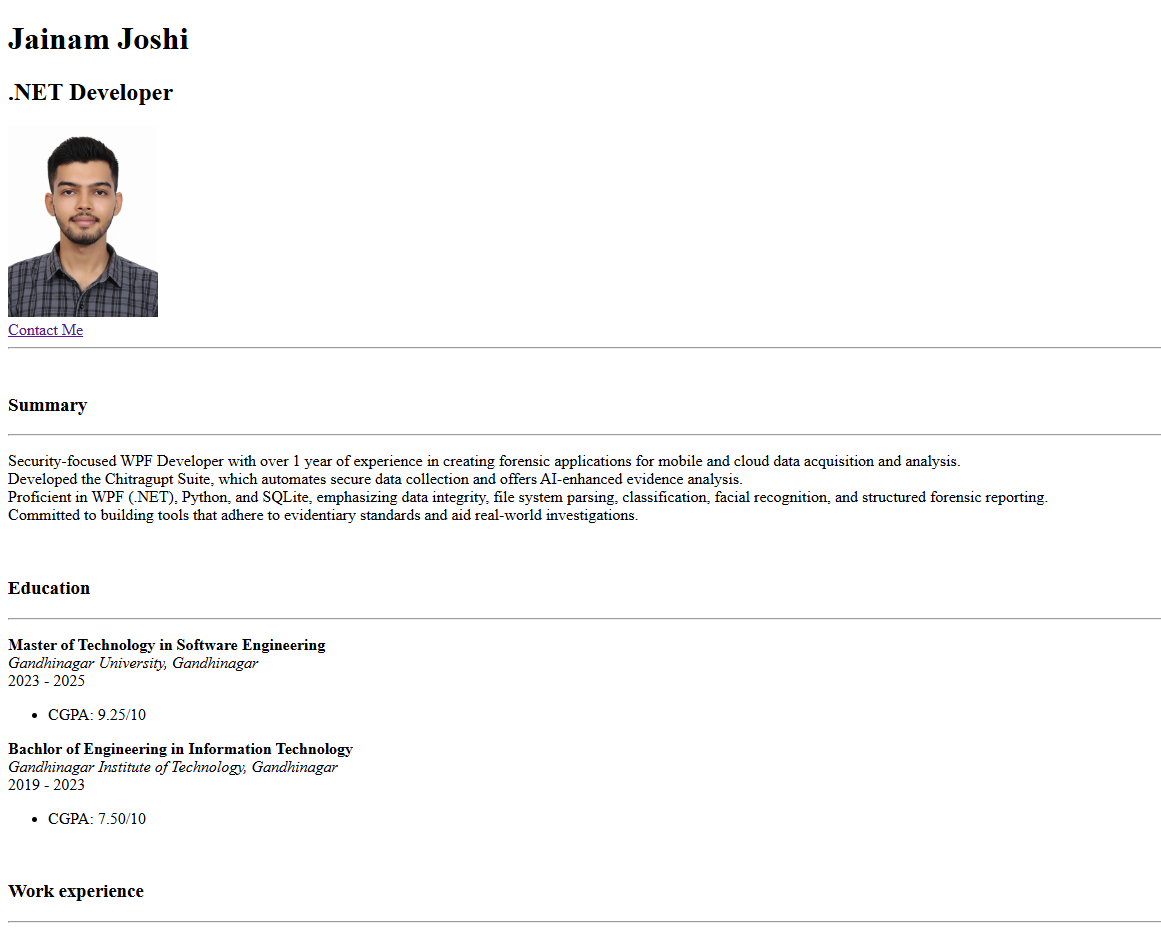 Jainam Joshi
.NET Developer
Contact Me
Summary
Security-focused WPF Developer with over 1 year of experience in creating forensic applications for mobile and cloud data acquisition and analysis.
Developed the Chitragupt Suite, which automates secure data collection and offers AI-enhanced evidence analysis.
Proficient in WPF (.NET), Python, and SQLite, emphasizing data integrity, file system parsing, classification, facial recognition, and structured forensic reporting.
Committed to building tools that adhere to evidentiary standards and aid real-world investigations.
Education
Master of Technology in Software Engineering
Gandhinagar University, Gandhinagar
2023 - 2025
• CGPA: 9.25/10
Bachlor of Engineering in Information Technology
Gandhinagar Institute of Technology, Gandhinagar
2019 - 2023
• CGPA: 7.50/10
Work experience